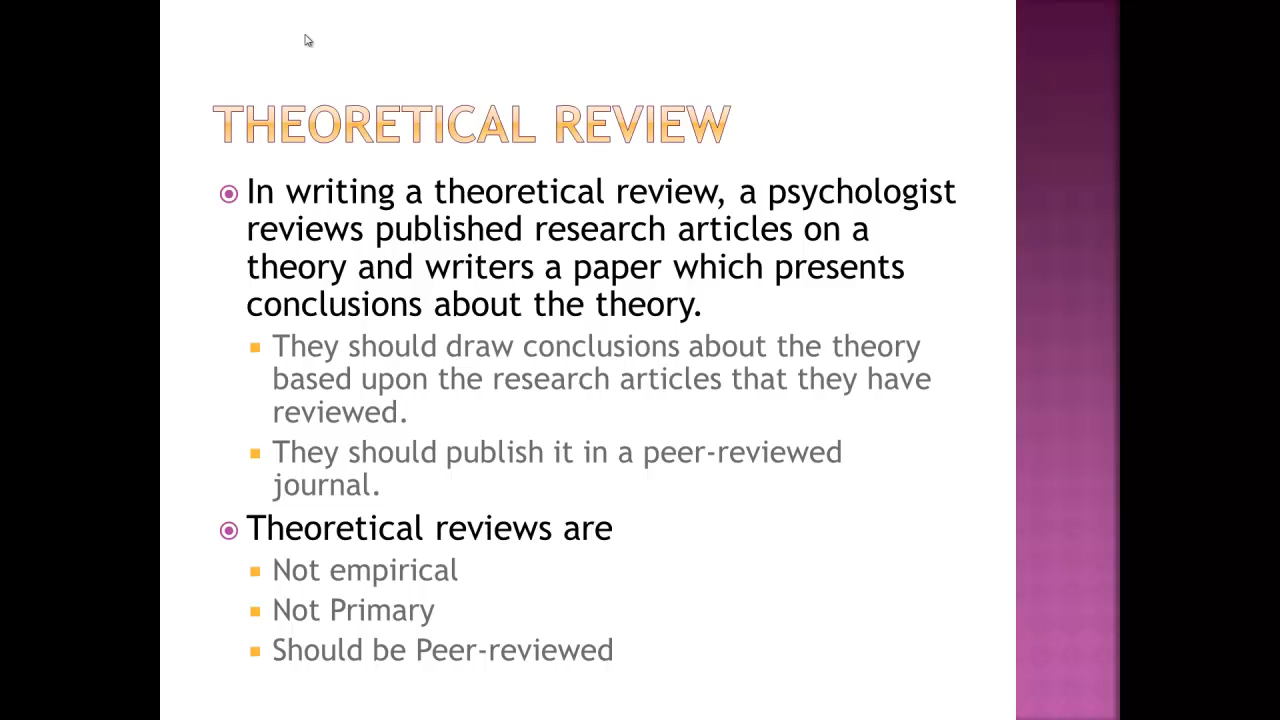 THEORETICAL REVIEW
In writing a theoretical review, a psychologist
reviews published research articles on a
theory and writers a paper which presents
conclusions about the theory.
They should draw conclusions about the theory
based upon the research articles that they have
reviewed.
They should publish it in a peer-reviewed
journal.
Theoretical reviews are
Not empirical
Not Primary
Should be Peer-reviewed